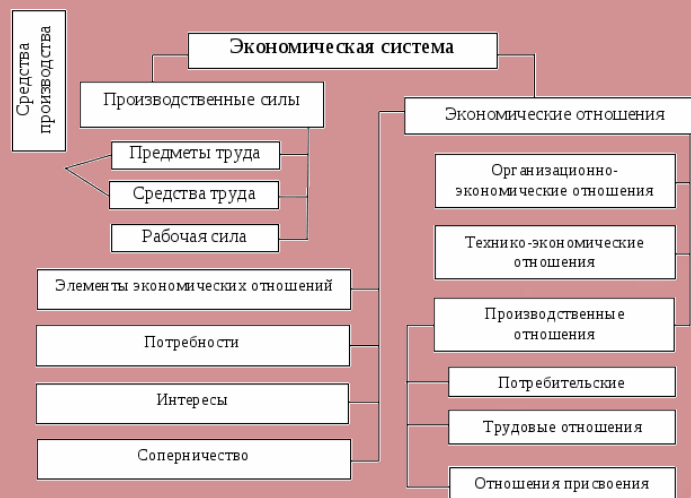 Средства
производства
Экономическая система
Производственные силы
Экономические отношения
Предметы труда
Средства труда
Рабочая сила
Организационно-
экономические отношения
Технико-экономические
отношения
Элементы экономических отношений
Производственные
отношения
Потребности
Потребительские
Интересы
Трудовые отношения
Соперничество
Отношения присвоения